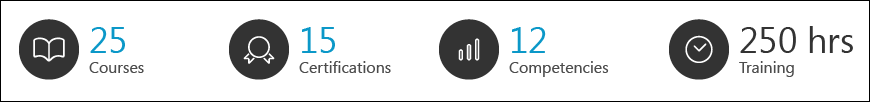 25
Courses
15
Certifications
12
Competencies
250 hrs
Training